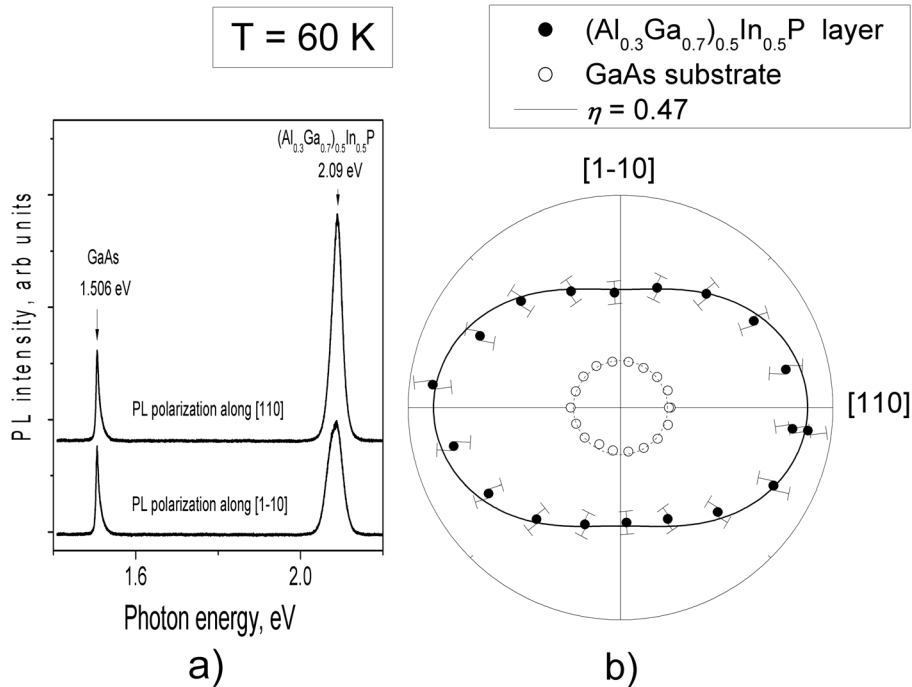 T = 60 K
(Al0.3Ga0.7)0.5In0.5P layer
GaAs substrate
η = 0.47
PL intensity, arb units
(Al0.3Ga0.7)0.5In0.5P
2.09 eV
GaAs
1.506 eV
PL polarization along [110]
PL polarization along [1-10]
1.6
2.0
Photon energy, eV
a)
[1-10]
[110]
b)